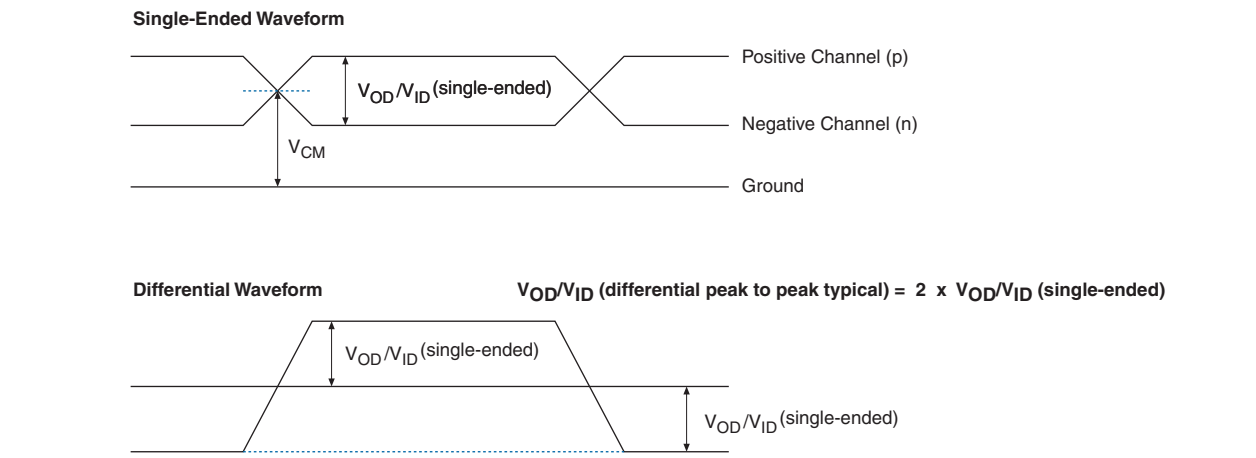 Single-Ended Waveform
Positive Channel (p)
VOD/VID (single-ended)
Negative Channel (n)
VCM
Ground
Differential Waveform
VOD/VID (differential peak to peak typical) = 2 x VOD/VID (single-ended)
VOD/VID (single-ended)
VOD/VID (single-ended)